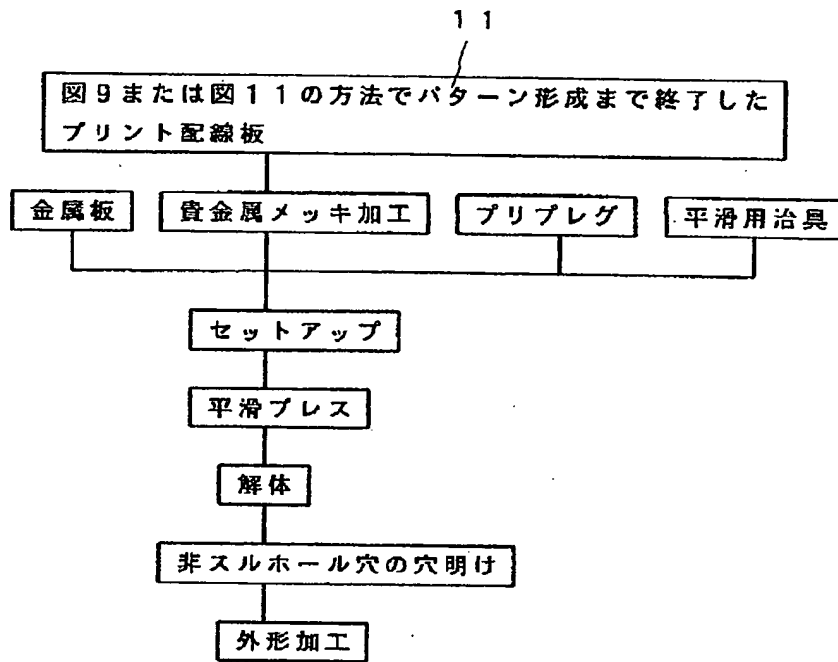 １１
図９または図１１の方法でパターン形成まで終了した
プリント配線板
金属板
貴金属メッキ加工
プリプレグ
平滑用治具
セットアップ
平滑プレス
解体
非スルホール穴の穴明け
外形加工